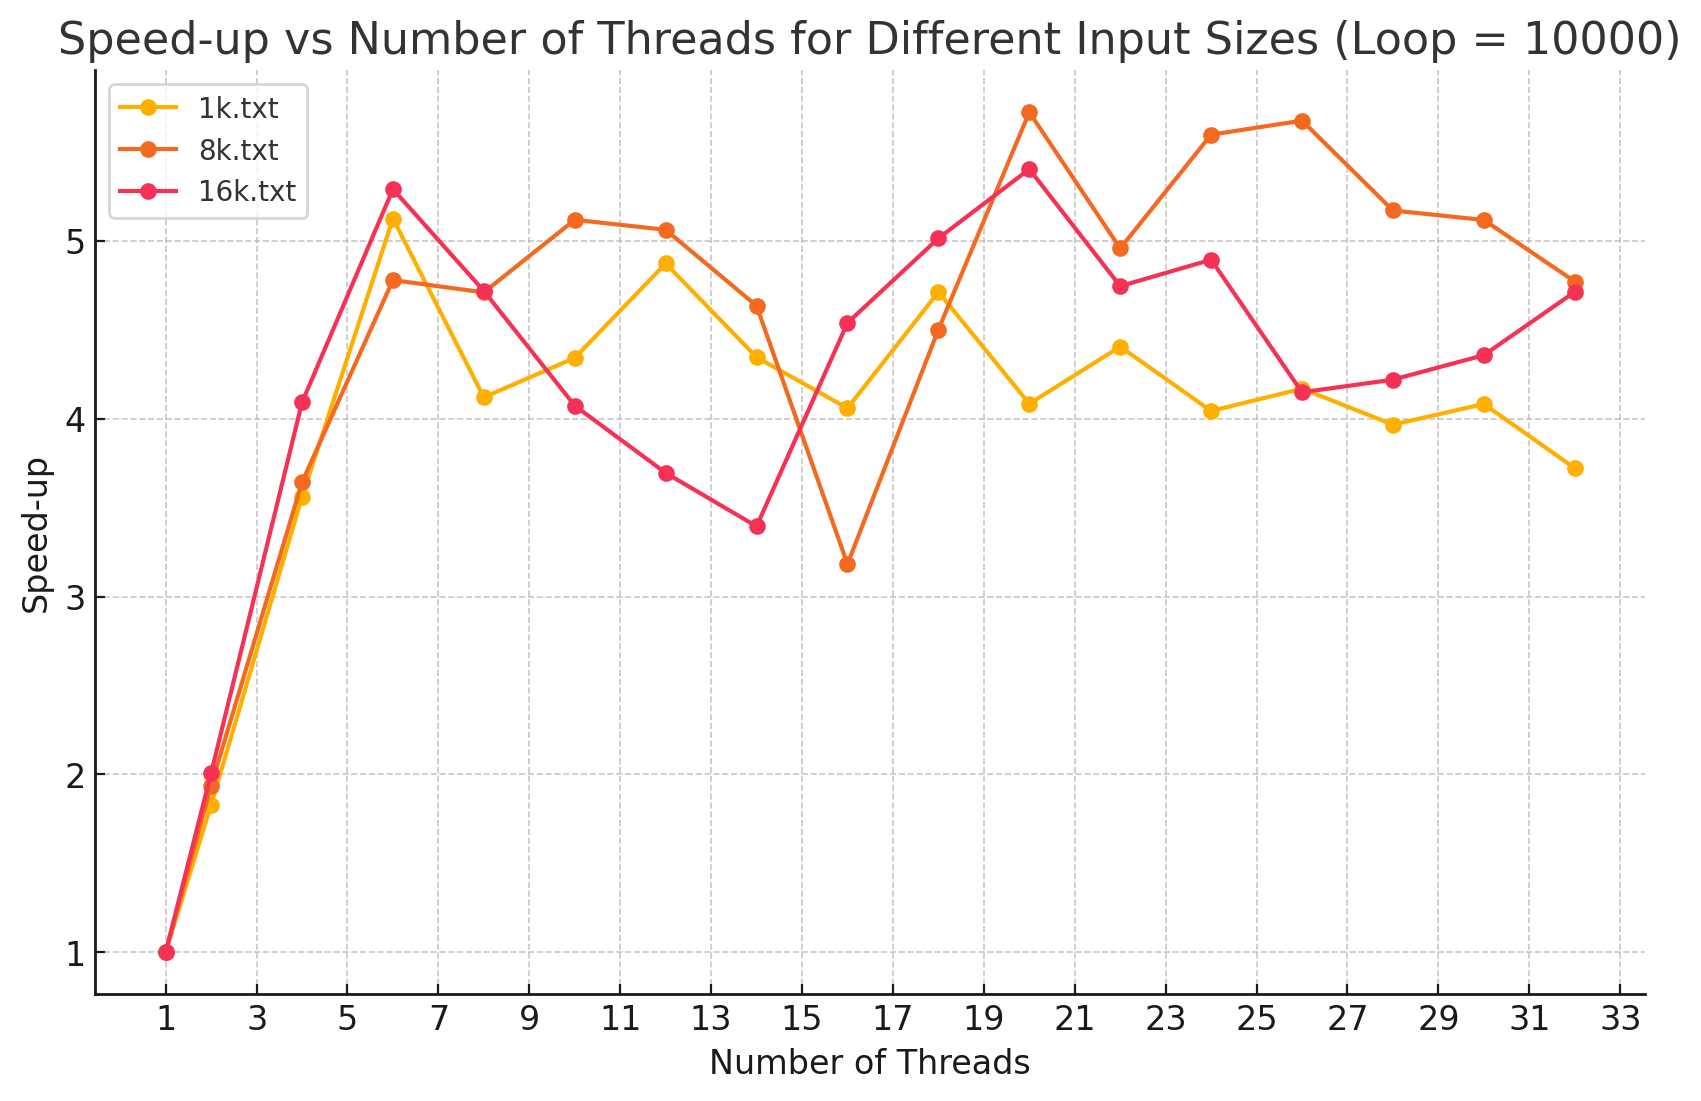 Speed-up vs Number of Threads for Different Input Sizes (Loop = 10000)
1k.txt
8k.txt
16k.txt
5
4
3
2
1
Speed-up
1 3 5 7 9 11 13 15 17 19 21 23 25 27 29 31 33
Number of Threads